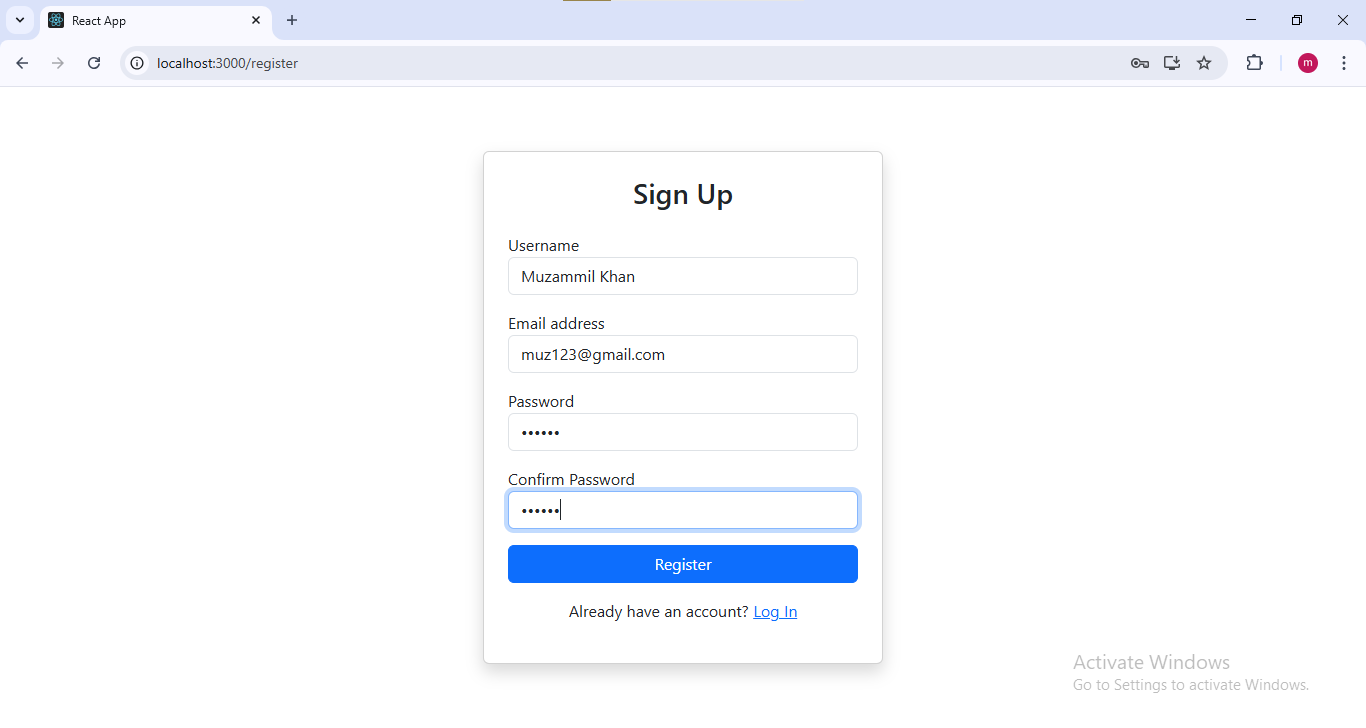 React App
localhost:3000/register
m
Sign Up
Username
Muzammil Khan
Email address
muz123@gmail.com
Password
••••••
Confirm Password
••••••
Register
Already have an account? Log In
Activate Windows
Go to Settings to activate Windows.